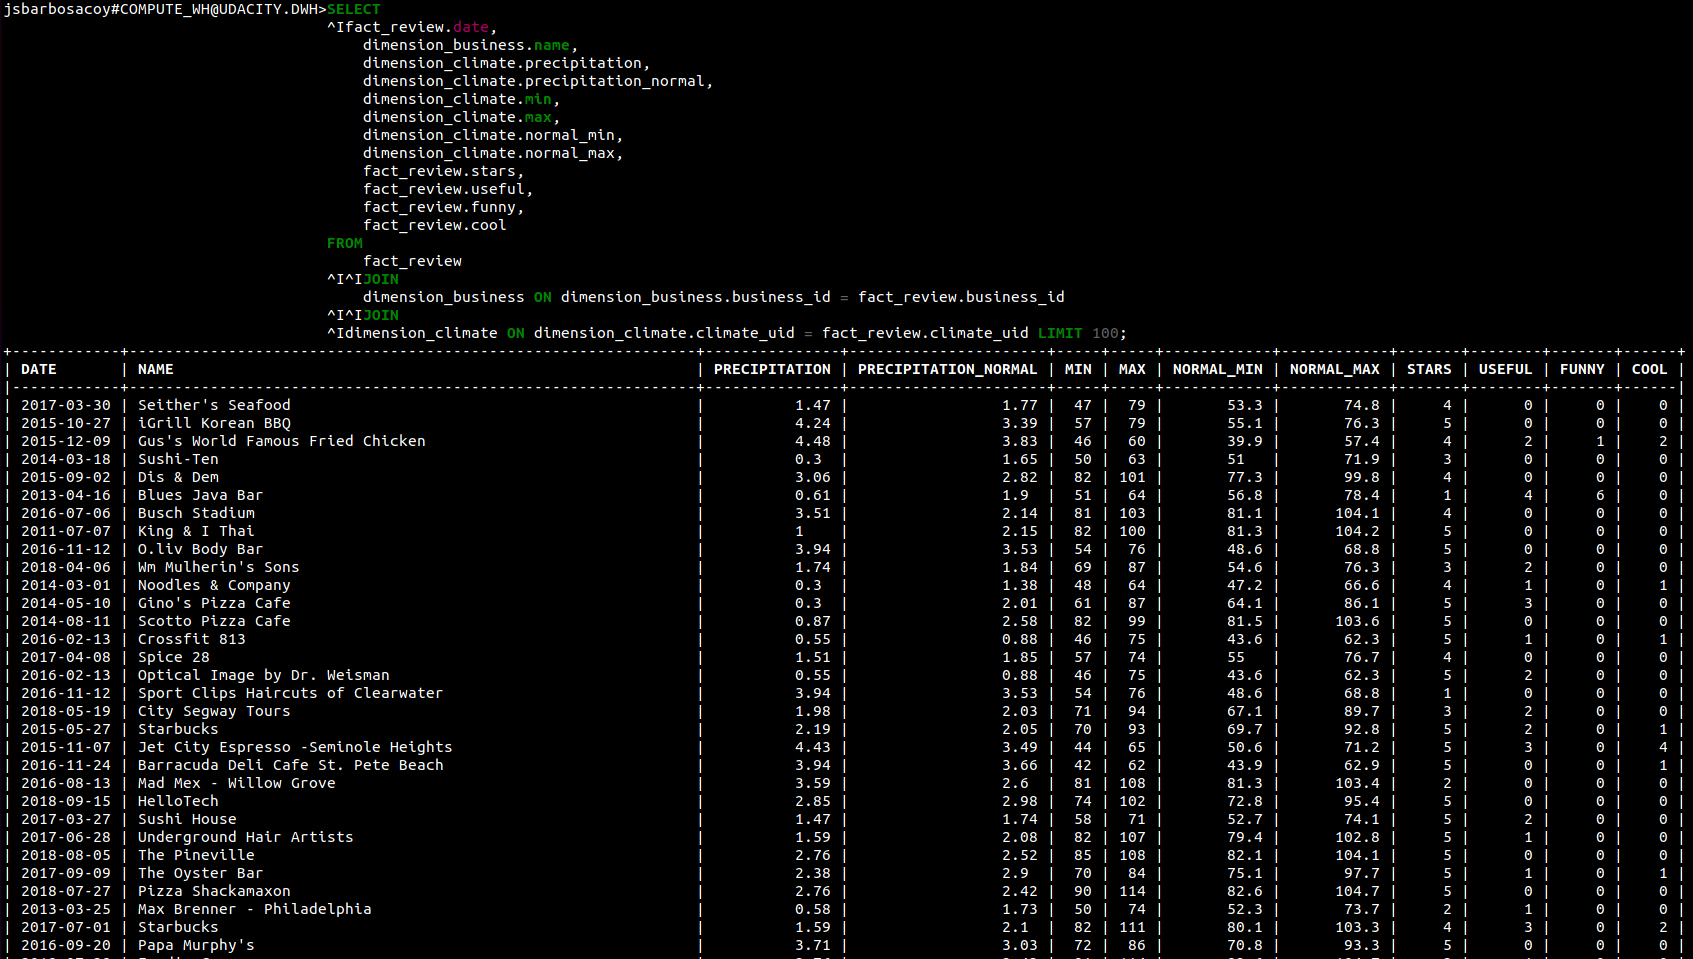 jsbarbosacoy#COMPUTE_WH@UDACITY.DWH>SELECT
^Ifact_review.date,
dimension_business.name,
dimension_climate.precipitation,
dimension_climate.precipitation_normal,
dimension_climate.min,
dimension_climate.max,
dimension_climate.normal_min,
dimension_climate.normal_max,
fact_review.stars,
fact_review.useful,
fact_review.funny,
fact_review.cool
FROM
fact_review
^I^IJOIN
dimension_business ON dimension_business.business_id = fact_review.business_id
^I^IJOIN
^Idimension_climate ON dimension_climate.climate_uid = fact_review.climate_uid LIMIT 100;
| DATE | NAME | PRECIPITATION | PRECIPITATION_NORMAL | MIN | MAX | NORMAL_MIN | NORMAL_MAX | STARS | USEFUL | FUNNY | COOL |
| 2017-03-30 | Seither's Seafood | 1.47 | 1.77 | 47 | 79 | 53.3 | 74.8 | 4 | 0 | 0 | 0 |
| 2015-10-27 | iGrill Korean BBQ | 4.24 | 3.39 | 57 | 79 | 55.1 | 76.3 | 5 | 0 | 0 | 0 |
| 2015-12-09 | Gus's World Famous Fried Chicken | 4.48 | 3.83 | 46 | 60 | 39.9 | 57.4 | 4 | 2 | 1 | 2 |
| 2014-03-18 | Sushi-Ten | 0.3 | 1.65 | 50 | 63 | 51 | 71.9 | 3 | 0 | 0 | 0 |
| 2015-09-02 | Dis & Dem | 3.06 | 2.82 | 82 | 101 | 77.3 | 99.8 | 4 | 0 | 0 | 0 |
| 2013-04-16 | Blues Java Bar | 0.61 | 1.9 | 51 | 64 | 56.8 | 78.4 | 1 | 4 | 6 | 0 |
| 2016-07-06 | Busch Stadium | 3.51 | 2.14 | 81 | 103 | 81.1 | 104.1 | 4 | 0 | 0 | 0 |
| 2011-07-07 | King & I Thai | 1 | 2.15 | 82 | 100 | 81.3 | 104.2 | 5 | 0 | 0 | 0 |
| 2016-11-12 | O.liv Body Bar | 3.94 | 3.53 | 54 | 76 | 48.6 | 68.8 | 5 | 0 | 0 | 0 |
| 2018-04-06 | Wm Mulherin's Sons | 1.74 | 1.84 | 69 | 87 | 54.6 | 76.3 | 3 | 2 | 0 | 0 |
| 2014-03-01 | Noodles & Company | 0.3 | 1.38 | 48 | 64 | 47.2 | 66.6 | 4 | 1 | 0 | 1 |
| 2014-05-10 | Gino's Pizza Cafe | 0.3 | 2.01 | 61 | 87 | 64.1 | 86.1 | 5 | 3 | 0 | 0 |
| 2014-08-11 | Scotto Pizza Cafe | 0.87 | 2.58 | 82 | 99 | 81.5 | 103.6 | 5 | 0 | 0 | 0 |
| 2016-02-13 | Crossfit 813 | 0.55 | 0.88 | 46 | 75 | 43.6 | 62.3 | 5 | 1 | 0 | 1 |
| 2017-04-08 | Spice 28 | 1.51 | 1.85 | 57 | 74 | 55 | 76.7 | 4 | 0 | 0 | 0 |
| 2016-02-13 | Optical Image by Dr. Weisman | 0.55 | 0.88 | 46 | 75 | 43.6 | 62.3 | 5 | 2 | 0 | 0 |
| 2016-11-12 | Sport Clips Haircuts of Clearwater | 3.94 | 3.53 | 54 | 76 | 48.6 | 68.8 | 1 | 0 | 0 | 0 |
| 2018-05-19 | City Segway Tours | 1.98 | 2.03 | 71 | 94 | 67.1 | 89.7 | 3 | 2 | 0 | 0 |
| 2015-05-27 | Starbucks | 2.19 | 2.05 | 70 | 93 | 69.7 | 92.8 | 5 | 2 | 0 | 1 |
| 2015-11-07 | Jet City Espresso -Seminole Heights | 4.43 | 3.49 | 44 | 65 | 50.6 | 71.2 | 5 | 3 | 0 | 4 |
| 2016-11-24 | Barracuda Deli Cafe St. Pete Beach | 3.94 | 3.66 | 42 | 62 | 43.9 | 62.9 | 5 | 0 | 0 | 1 |
| 2016-08-13 | Mad Mex - Willow Grove | 3.59 | 2.6 | 81 | 108 | 81.3 | 103.4 | 2 | 0 | 0 | 0 |
| 2018-09-15 | HelloTech | 2.85 | 2.98 | 74 | 102 | 72.8 | 95.4 | 5 | 0 | 0 | 0 |
| 2017-03-27 | Sushi House | 1.47 | 1.74 | 58 | 71 | 52.7 | 74.1 | 5 | 2 | 0 | 0 |
| 2017-06-28 | Underground Hair Artists | 1.59 | 2.08 | 82 | 107 | 79.4 | 102.8 | 5 | 1 | 0 | 0 |
| 2018-08-05 | The Pineville | 2.76 | 2.52 | 85 | 108 | 82.1 | 104.1 | 5 | 0 | 0 | 0 |
| 2017-09-09 | The Oyster Bar | 2.38 | 2.9 | 70 | 84 | 75.1 | 97.7 | 5 | 1 | 0 | 1 |
| 2018-07-27 | Pizza Shackamaxon | 2.76 | 2.42 | 90 | 114 | 82.6 | 104.7 | 5 | 0 | 0 | 0 |
| 2013-03-25 | Max Brenner - Philadelphia | 0.58 | 1.73 | 50 | 74 | 52.3 | 73.7 | 2 | 1 | 0 | 0 |
| 2017-07-01 | Starbucks | 1.59 | 2.1 | 82 | 111 | 80.1 | 103.3 | 4 | 3 | 0 | 2 |
| 2016-09-20 | Papa Murphy's | 3.71 | 3.03 | 72 | 86 | 70.8 | 93.3 | 5 | 0 | 0 | 0 |